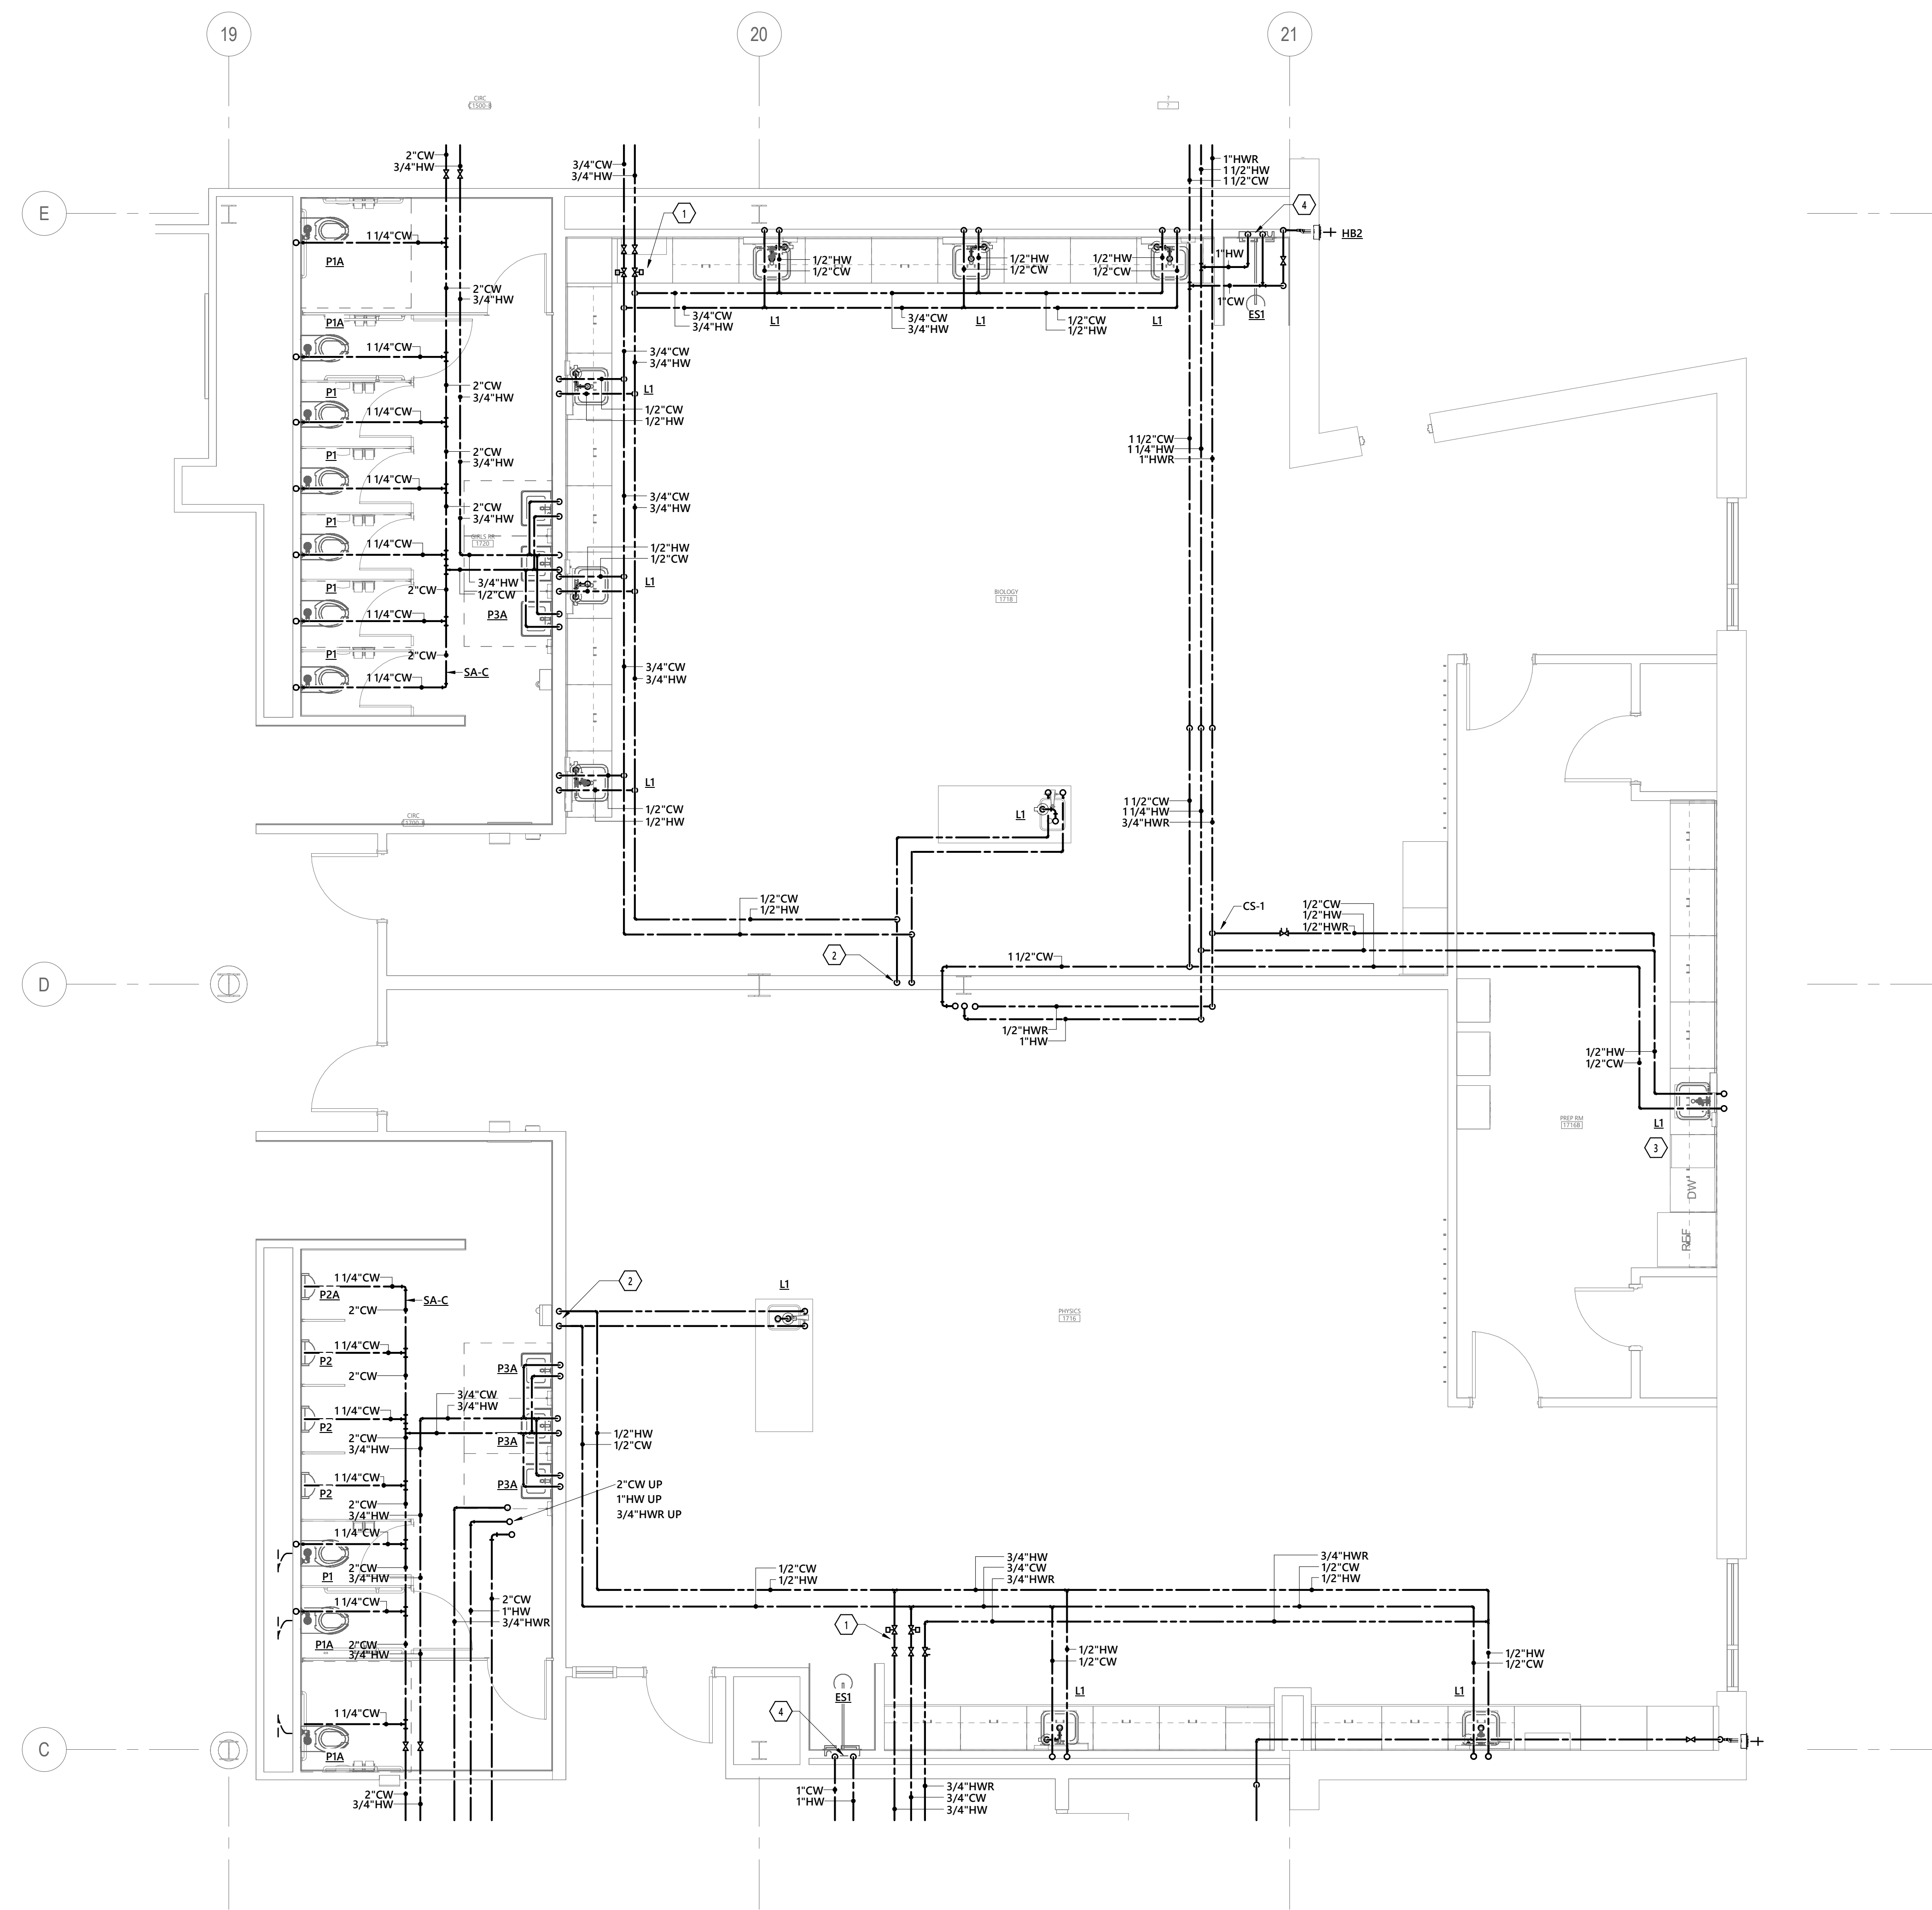 19
20
21
CIRC
C1500-8
?
?
2"CW
3/4"HW
3/4"CW
3/4"HW
1"HWR
1 1/2"HW
1 1/2"CW
E
1
4
HB2
1 1/4"CW
P1A
1/2"HW
1/2"CW
1/2"HW
1/2"CW
1/2"HW
1/2"CW
1"HW
1"CW
ES1
2"CW
3/4"HW
3/4"CW
3/4"HW
L1
3/4"CW
3/4"HW
L1
1/2"CW
1/2"HW
L1
P1A
1 1/4"CW
3/4"CW
3/4"HW
2"CW
3/4"HW
P1
L1
1 1/4"CW
1/2"CW
1/2"HW
1 1/2"CW
1 1/4"HW
1"HWR
2"CW
3/4"HW
P1
1 1/4"CW
3/4"CW
3/4"HW
2"CW
3/4"HW
P1
GIRLS RR
1720
1 1/4"CW
1/2"HW
1/2"CW
3/4"HW
1/2"CW
L1
P1
2"CW
BIOLOGY
1718
1 1/4"CW
P3A
P1
2"CW
3/4"CW
3/4"HW
SA-C
1 1/4"CW
L1
1/2"CW
1/2"HW
CIRC
L1
1 1/2"CW
1 1/4"HW
3/4"HWR
1/2"CW
1/2"HW
CS-1
1/2"CW
1/2"HW
1/2"HWR
2
1 1/2"CW
D
1/2"HWR
1"HW
1/2"HW
1/2"CW
PREP RM
1716B
L1
3
DW
REF
1 1/4"CW
P2A
SA-C
2"CW
2
L1
PHYSICS
1716
1 1/4"CW
P2
2"CW
P3A
3/4"CW
3/4"HW
1 1/4"CW
P2
2"CW
3/4"HW
P3A
1/2"HW
1/2"CW
1 1/4"CW
P2
P3A
2"CW UP
1"HW UP
3/4"HWR UP
2"CW
3/4"HW
1 1/4"CW
2"CW
3/4"HW
P1
1/2"CW
1/2"HW
3/4"HW
3/4"CW
3/4"HWR
3/4"HWR
1/2"CW
1/2"HW
1 1/4"CW
2"CW
1"HW
3/4"HWR
1
P1A
2"CW
3/4"HW
1/2"HW
1/2"CW
1/2"HW
1/2"CW
ES1
L1
L1
4
1 1/4"CW
C
P1A
2"CW
3/4"HW
1"CW
1"HW
3/4"HWR
3/4"CW
3/4"HW